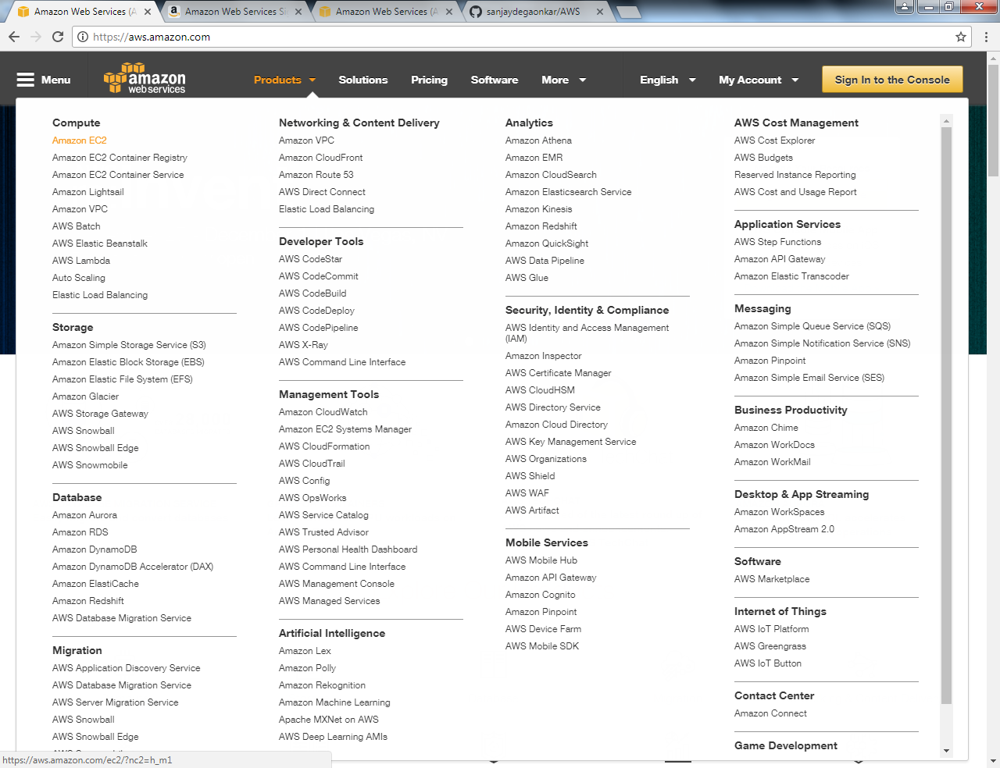 Amazon Web Services (A
Amazon Web Services Si
Amazon Web Services (A
sanjaydegaonkar/AWS
https://aws.amazon.com
Menu
amazon
web services
Products
Solutions
Pricing
Software
More
English
My Account
Sign In to the Console
Compute
Amazon EC2
Amazon EC2 Container Registry
Amazon EC2 Container Service
Amazon Lightsail
Amazon VPC
AWS Batch
AWS Elastic Beanstalk
AWS Lambda
Auto Scaling
Elastic Load Balancing
Storage
Amazon Simple Storage Service (S3)
Amazon Elastic Block Storage (EBS)
Amazon Elastic File System (EFS)
Amazon Glacier
AWS Storage Gateway
AWS Snowball
AWS Snowball Edge
AWS Snowmobile
Database
Amazon Aurora
Amazon RDS
Amazon DynamoDB
Amazon DynamoDB Accelerator (DAX)
Amazon ElastiCache
Amazon Redshift
AWS Database Migration Service
Migration
AWS Application Discovery Service
AWS Database Migration Service
AWS Server Migration Service
AWS Snowball
AWS Snowball Edge
Networking & Content Delivery
Amazon VPC
Amazon CloudFront
Amazon Route 53
AWS Direct Connect
Elastic Load Balancing
Developer Tools
AWS CodeStar
AWS CodeCommit
AWS CodeBuild
AWS CodeDeploy
AWS CodePipeline
AWS X-Ray
AWS Command Line Interface
Management Tools
Amazon CloudWatch
Amazon EC2 Systems Manager
AWS CloudFormation
AWS CloudTrail
AWS Config
AWS OpsWorks
AWS Service Catalog
AWS Trusted Advisor
AWS Personal Health Dashboard
AWS Command Line Interface
AWS Management Console
AWS Managed Services
Artificial Intelligence
Amazon Lex
Amazon Polly
Amazon Rekognition
Amazon Machine Learning
Apache MXNet on AWS
AWS Deep Learning AMIs
Analytics
Amazon Athena
Amazon EMR
Amazon CloudSearch
Amazon Elasticsearch Service
Amazon Kinesis
Amazon Redshift
Amazon QuickSight
AWS Data Pipeline
AWS Glue
Security, Identity & Compliance
AWS Identity and Access Management
(IAM)
Amazon Inspector
AWS Certificate Manager
AWS CloudHSM
AWS Directory Service
Amazon Cloud Directory
AWS Key Management Service
AWS Organizations
AWS Shield
AWS WAF
AWS Artifact
Mobile Services
AWS Mobile Hub
Amazon API Gateway
Amazon Cognito
Amazon Pinpoint
AWS Device Farm
AWS Mobile SDK
AWS Cost Management
AWS Cost Explorer
AWS Budgets
Reserved Instance Reporting
AWS Cost and Usage Report
Application Services
AWS Step Functions
Amazon API Gateway
Amazon Elastic Transcoder
Messaging
Amazon Simple Queue Service (SQS)
Amazon Simple Notification Service (SNS)
Amazon Pinpoint
Amazon Simple Email Service (SES)
Business Productivity
Amazon Chime
Amazon WorkDocs
Amazon WorkMail
Desktop & App Streaming
Amazon WorkSpaces
Amazon AppStream 2.0
Software
AWS Marketplace
Internet of Things
AWS IoT Platform
AWS Greengrass
AWS IoT Button
Contact Center
Amazon Connect
Game Development
https://aws.amazon.com/ec2/?nc2=h_m1